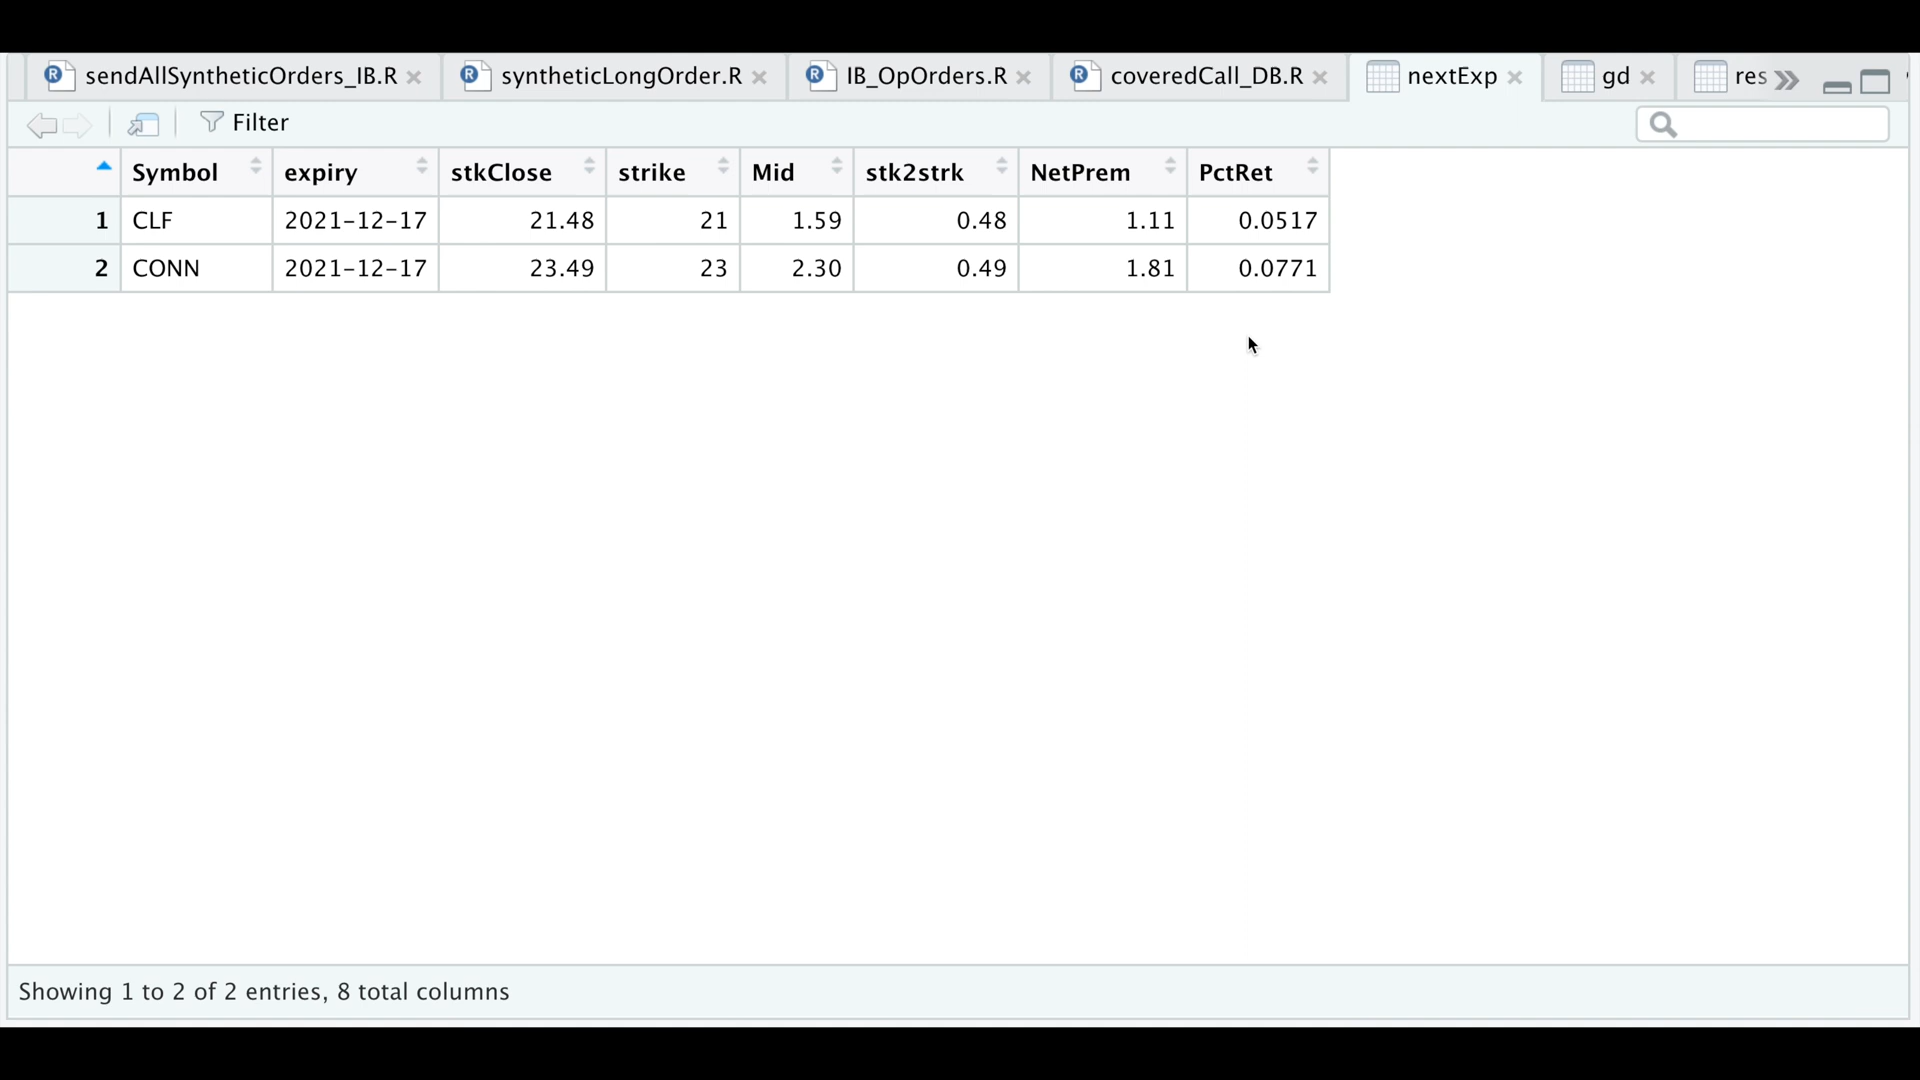 sendAllSyntheticOrders_IB.R syntheticLongOrder.R IB_OpOrders.R coveredCall_DB.R nextExp gd res
Filter
Symbol expiry stkClose strike Mid stk2strk NetPrem PctRet
1 CLF 2021-12-17 21.48 21 1.59 0.48 1.11 0.0517
2 CONN 2021-12-17 23.49 23 2.30 0.49 1.81 0.0771
Showing 1 to 2 of 2 entries, 8 total columns